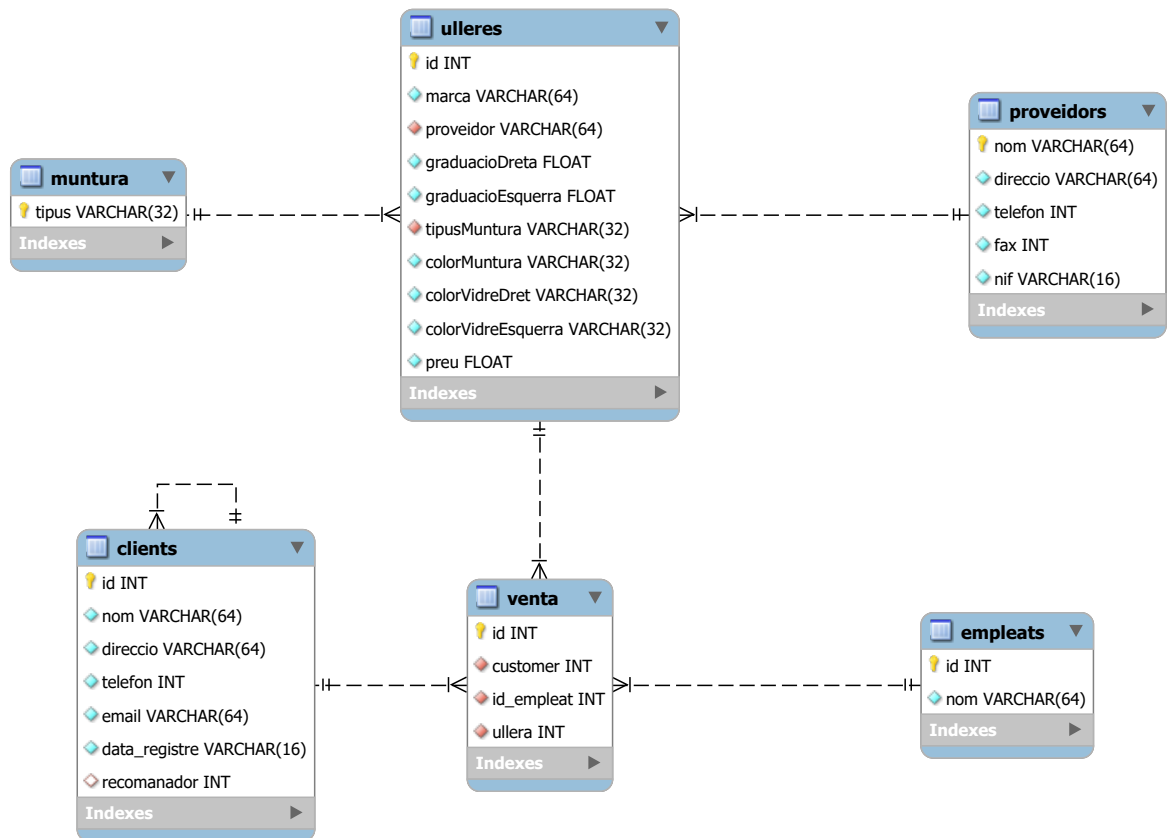 ulleres
id INT
marca VARCHAR(64)
proveidor VARCHAR(64)
graduacioDreta FLOAT
graduacioEsquerra FLOAT
tipusMuntura VARCHAR(32)
colorMuntura VARCHAR(32)
colorVidreDret VARCHAR(32)
colorVidreEsquerra VARCHAR(32)
preu FLOAT
Indexes
proveidors
nom VARCHAR(64)
direccio VARCHAR(64)
telefon INT
fax INT
nif VARCHAR(16)
Indexes
muntura
tipus VARCHAR(32)
Indexes
clients
id INT
nom VARCHAR(64)
direccio VARCHAR(64)
telefon INT
email VARCHAR(64)
data_registre VARCHAR(16)
recomanador INT
Indexes
venta
id INT
customer INT
id_empleat INT
ullera INT
Indexes
empleats
id INT
nom VARCHAR(64)
Indexes